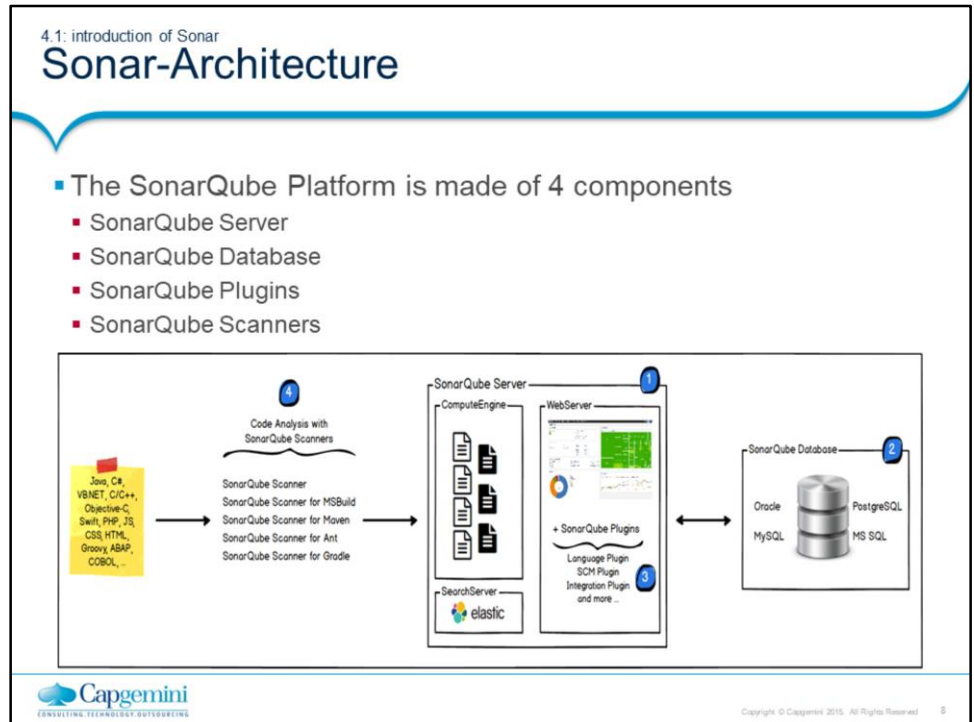 4.1: introduction of Sonar
Sonar-Architecture
The SonarQube Platform is made of 4 components
SonarQube Server
SonarQube Database
SonarQube Plugins
SonarQube Scanners
Java, C#,
VB.NET, C/C++,
Objective-C,
Swift, PHP, JS,
CSS, HTML,
Groovy, ABAP,
COBOL, ...
4
Code Analysis with
SonarQube Scanners
SonarQube Scanner
SonarQube Scanner for MSBuild
SonarQube Scanner for Maven
SonarQube Scanner for Ant
SonarQube Scanner for Gradle
SonarQube Server
1
ComputeEngine
SearchServer
elastic
WebServer
+ SonarQube Plugins
Language Plugin
SCM Plugin
Integration Plugin
and more ...
3
SonarQube Database
2
Oracle
PostgreSQL
MySQL
MS SQL
Capgemini
CONSULTING.TECHNOLOGY.OUTSOURCING
Copyright © Capgemini 2015. All Rights Reserved
8